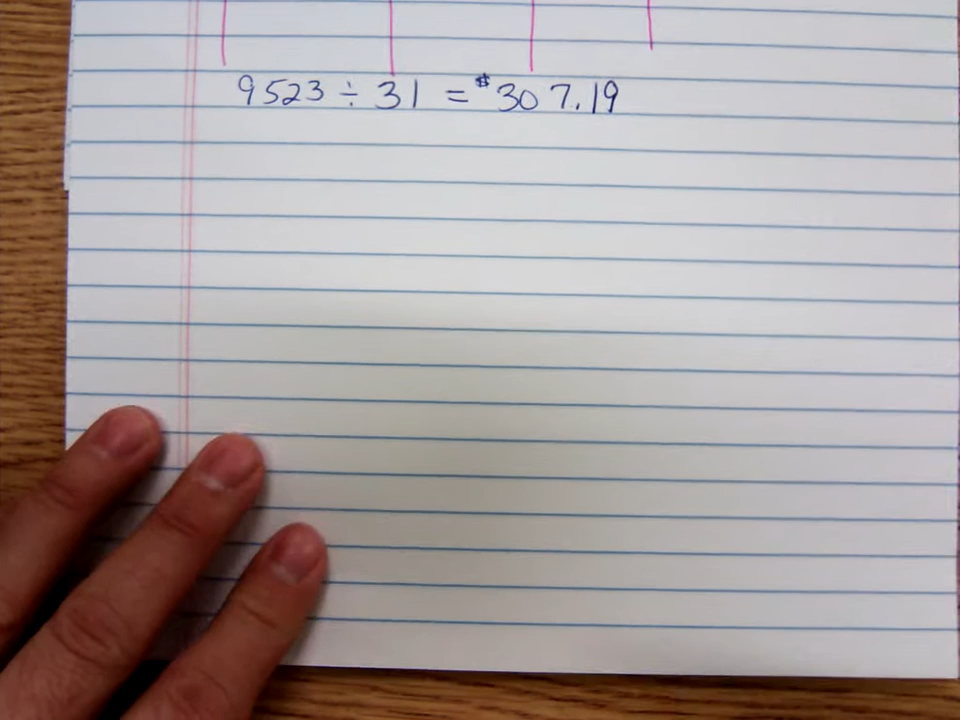 9523 ÷ 31 = $307.19